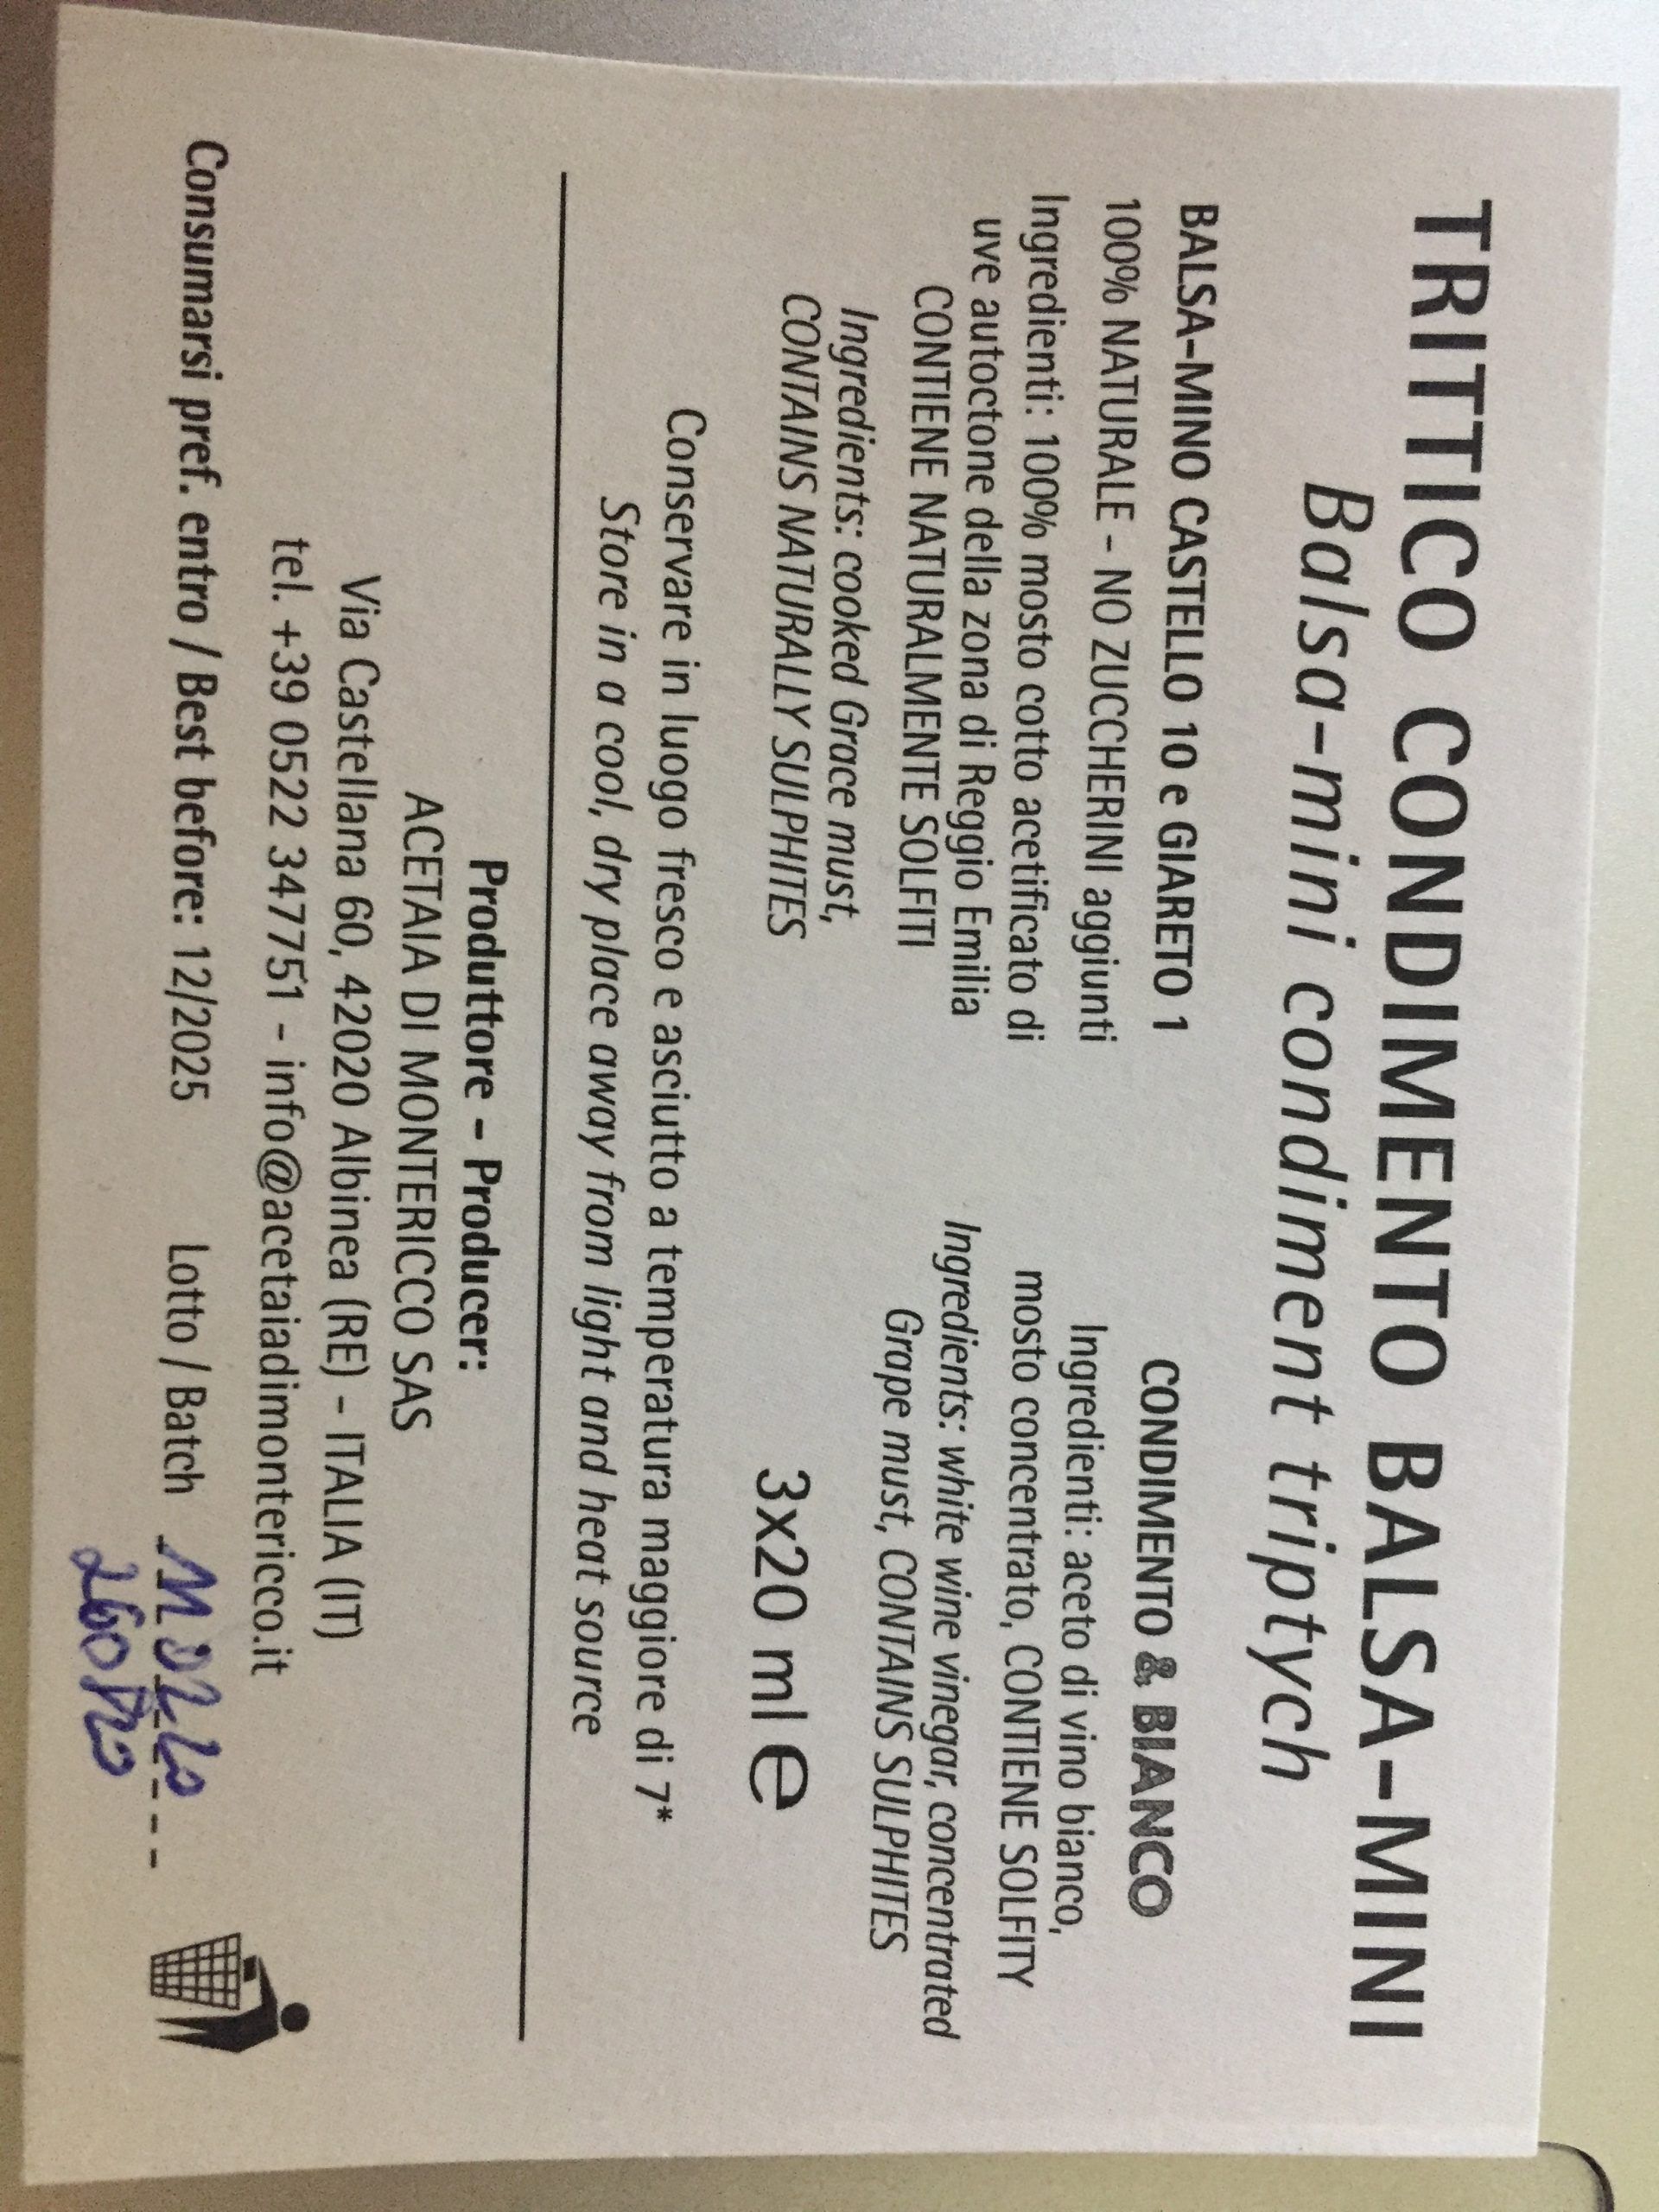 TRITTICO CONDIMENTO BALSA-MINI
Balsa-mini condiment triptych
BALSA-MINO CASTELLO 10 e GIARETO 1
100% NATURALE - NO ZUCCHERINI aggiunti
Ingredienti: 100% mosto cotto acetificato di
uve autoctone della zona di Reggio Emilia
CONTIENE NATURALMENTE SOLFITI
Ingredients: cooked Grace must,
CONTAINS NATURALLY SULPHITES
CONDIMENTO & BIANCO
Ingredienti: aceto di vino bianco,
mosto concentrato, CONTIENE SOLFITY
Ingredients: white wine vinegar, concentrated
Grape must, CONTAINS SULPHITES
3x20 ml e
Conservare in luogo fresco e asciutto a temperatura maggiore di 7*
Store in a cool, dry place away from light and heat source
Produttore - Producer:
ACETAIA DI MONTERICCO SAS
Via Castellana 60, 42020 Albinea (RE) - ITALIA (IT)
tel. +39 0522 347751 - info@acetaiadimontericco.it
Consumarsi pref. entro / Best before: 12/2025 Lotto / Batch